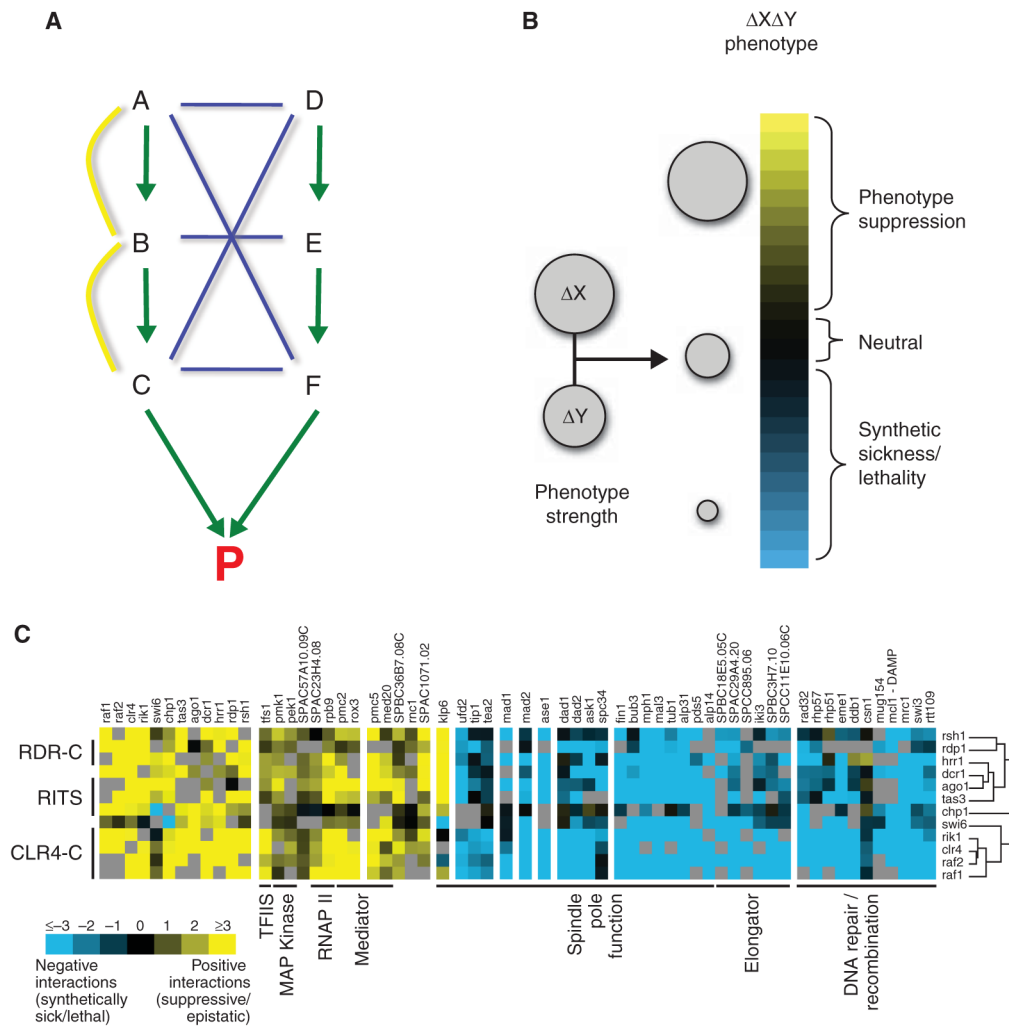 A
A
D
B
E
C
F
P
B
ΔXΔY
phenotype
ΔX
ΔY
Phenotype
strength
Phenotype
suppression
Neutral
Synthetic
sickness/
lethality
C
raf1
raf2
clr4
rik1
swi6
chp1
tas3
ago1
dcr1
hrr1
rdp1
rsh1
tfs1
pmk1
pek1
SPAC57A10.09C
SPAC23H4.08
rpb9
pmc2
rox3
pmc5
med20
SPBC36B7.08C
rnc1
SPAC1071.02
klp6
ufd2
tip1
tea2
mad1
mad2
ase1
dad1
dad2
ask1
spc34
fin1
bub3
mph1
mal3
tub1
alp31
pds5
alp14
SPBC18E5.05C
SPAC29A4.20
SPCC895.06
iki3
SPBC3H7.10
SPCC11E10.06C
rad32
rhp57
rhp51
eme1
ddb1
csn1
mug154
mcl1 - DAMP
mrc1
swi3
rtt109
RDR-C
RITS
CLR4-C
rsh1
rdp1
hrr1
dcr1
ago1
tas3
chp1
swi6
rik1
clr4
raf2
raf1
TFIIS
MAP Kinase
RNAP II
Mediator
Spindle
pole
function
Elongator
DNA repair /
recombination
≤−3 −2 −1 0 1 2 ≥3
Negative
interactions
(synthetically
sick/lethal)
Positive
interactions
(suppressive/
epistatic)